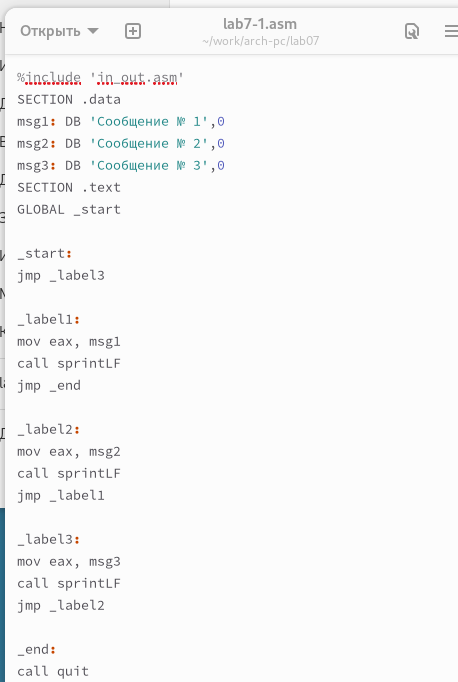 Открыть
lab7-1.asm
~/work/arch-pc/lab07
%include 'in_out.asm'
SECTION .data
msg1: DB 'Сообщение № 1',0
msg2: DB 'Сообщение № 2',0
msg3: DB 'Сообщение № 3',0
SECTION .text
GLOBAL _start
_start:
jmp _label3
_label1:
mov eax, msg1
call sprintLF
jmp _end
_label2:
mov eax, msg2
call sprintLF
jmp _label1
_label3:
mov eax, msg3
call sprintLF
jmp _label2
_end:
call quit